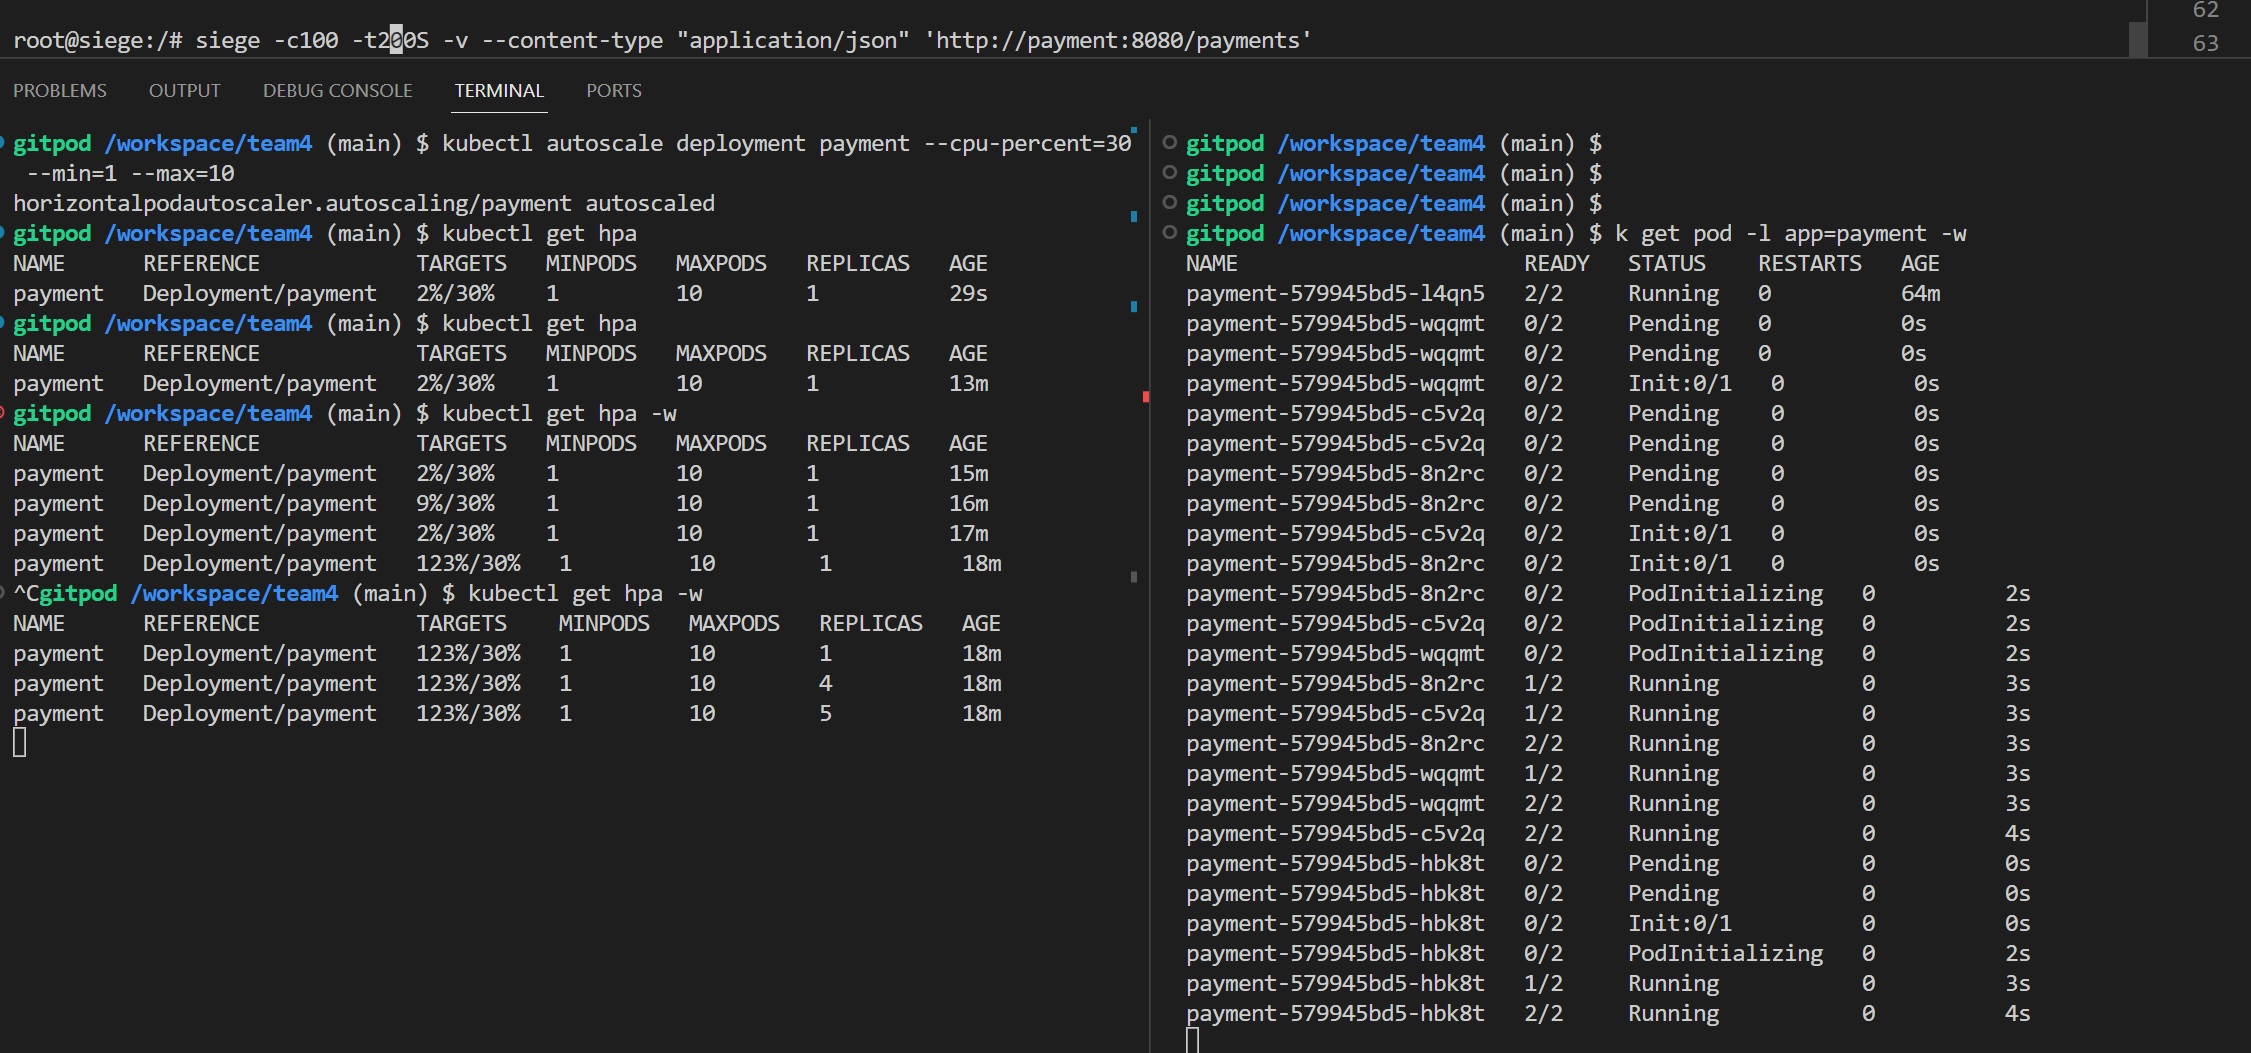 62
root@siege:/# siege -c100 -t200S -v --content-type "application/json" 'http://payment:8080/payments'
63
PROBLEMS OUTPUT DEBUG CONSOLE TERMINAL PORTS
gitpod /workspace/team4 (main) $ kubectl autoscale deployment payment --cpu-percent=30
 --min=1 --max=10
horizontalpodautoscaler.autoscaling/payment autoscaled
gitpod /workspace/team4 (main) $ kubectl get hpa
NAME REFERENCE TARGETS MINPODS MAXPODS REPLICAS AGE
payment Deployment/payment 2%/30% 1 10 1 29s
gitpod /workspace/team4 (main) $ kubectl get hpa
NAME REFERENCE TARGETS MINPODS MAXPODS REPLICAS AGE
payment Deployment/payment 2%/30% 1 10 1 13m
gitpod /workspace/team4 (main) $ kubectl get hpa -w
NAME REFERENCE TARGETS MINPODS MAXPODS REPLICAS AGE
payment Deployment/payment 2%/30% 1 10 1 15m
payment Deployment/payment 9%/30% 1 10 1 16m
payment Deployment/payment 2%/30% 1 10 1 17m
payment Deployment/payment 123%/30% 1 10 1 18m
^Cgitpod /workspace/team4 (main) $ kubectl get hpa -w
NAME REFERENCE TARGETS MINPODS MAXPODS REPLICAS AGE
payment Deployment/payment 123%/30% 1 10 1 18m
payment Deployment/payment 123%/30% 1 10 4 18m
payment Deployment/payment 123%/30% 1 10 5 18m
gitpod /workspace/team4 (main) $
gitpod /workspace/team4 (main) $
gitpod /workspace/team4 (main) $
gitpod /workspace/team4 (main) $ k get pod -l app=payment -w
NAME READY STATUS RESTARTS AGE
payment-579945bd5-l4qn5 2/2 Running 0 64m
payment-579945bd5-wqqmt 0/2 Pending 0 0s
payment-579945bd5-wqqmt 0/2 Pending 0 0s
payment-579945bd5-wqqmt 0/2 Init:0/1 0 0s
payment-579945bd5-c5v2q 0/2 Pending 0 0s
payment-579945bd5-c5v2q 0/2 Pending 0 0s
payment-579945bd5-8n2rc 0/2 Pending 0 0s
payment-579945bd5-8n2rc 0/2 Pending 0 0s
payment-579945bd5-c5v2q 0/2 Init:0/1 0 0s
payment-579945bd5-8n2rc 0/2 Init:0/1 0 0s
payment-579945bd5-8n2rc 0/2 PodInitializing 0 2s
payment-579945bd5-c5v2q 0/2 PodInitializing 0 2s
payment-579945bd5-wqqmt 0/2 PodInitializing 0 2s
payment-579945bd5-8n2rc 1/2 Running 0 3s
payment-579945bd5-c5v2q 1/2 Running 0 3s
payment-579945bd5-8n2rc 2/2 Running 0 3s
payment-579945bd5-wqqmt 1/2 Running 0 3s
payment-579945bd5-wqqmt 2/2 Running 0 3s
payment-579945bd5-c5v2q 2/2 Running 0 4s
payment-579945bd5-hbk8t 0/2 Pending 0 0s
payment-579945bd5-hbk8t 0/2 Pending 0 0s
payment-579945bd5-hbk8t 0/2 Init:0/1 0 0s
payment-579945bd5-hbk8t 0/2 PodInitializing 0 2s
payment-579945bd5-hbk8t 1/2 Running 0 3s
payment-579945bd5-hbk8t 2/2 Running 0 4s